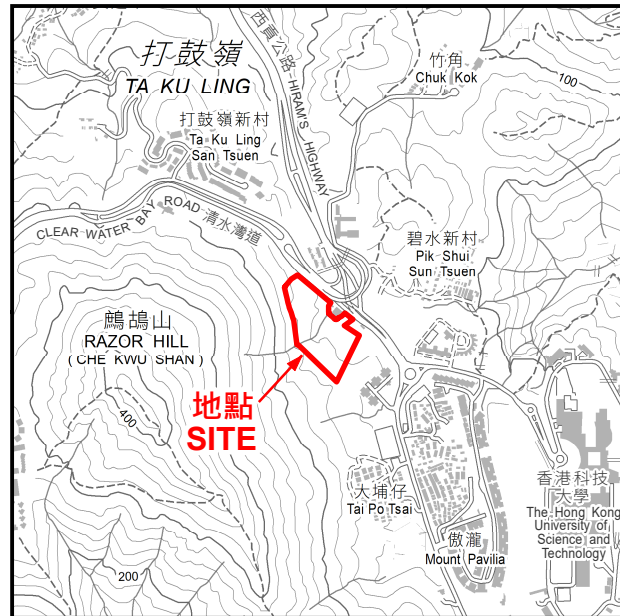 打鼓嶺
TA KU LING
西貢公路 HIRAM'S HIGHWAY
竹角
Chuk Kok
100
打鼓嶺新村
Ta Ku Ling
San Tsuen
CLEAR WATER BAY ROAD 清水灣道
碧水新村
Pik Shui
Sun Tsuen
鷓鴣山
RAZOR HILL
( CHE KWU SHAN )
400
地點
SITE
大埔仔
Tai Po Tsai
傲瀧
Mount Pavilia
香港科技
大學
The Hong Kong
University of
Science and
Technology
200